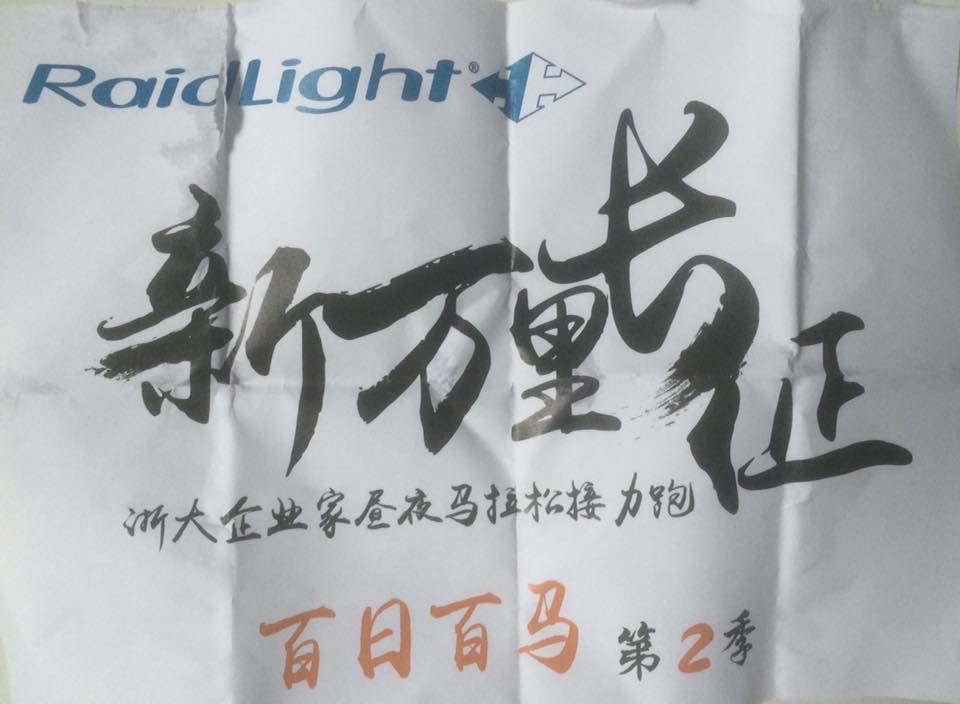 RaidLight®
新万里长征
浙大企业家昼夜马拉松接力跑
百日百马 第2季